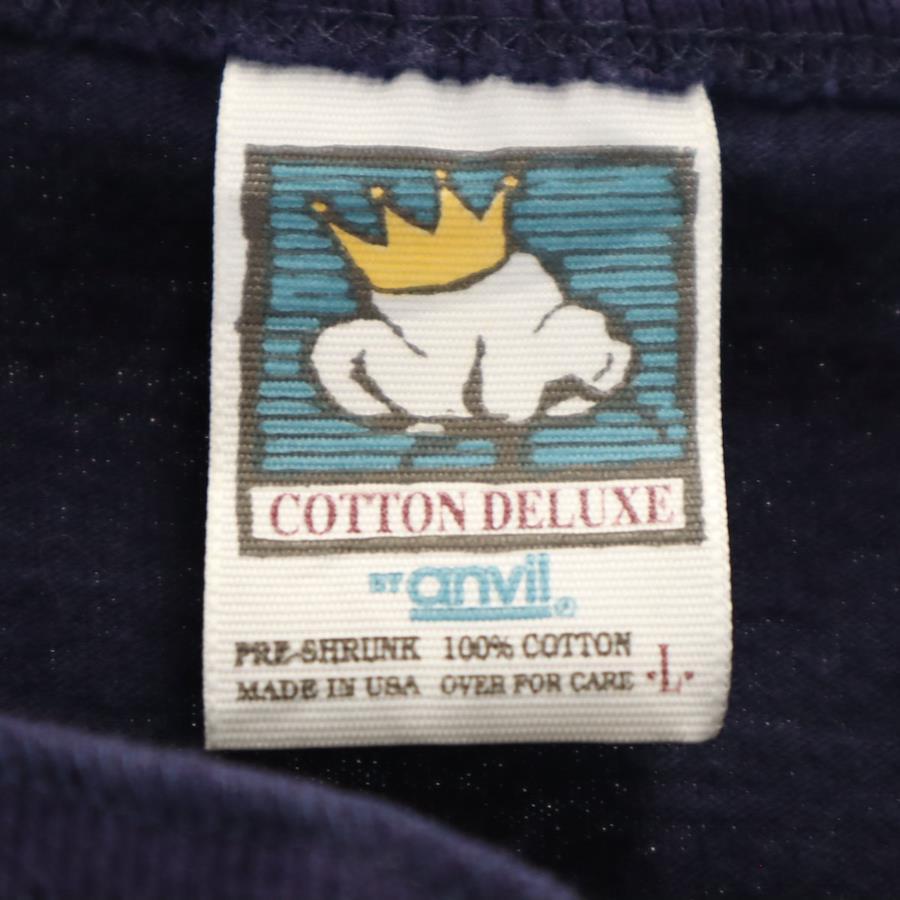 COTTON DELUXE
BY anvil®
PRE-SHRUNK 100% COTTON
MADE IN USA OVER FOR CARE ·L·